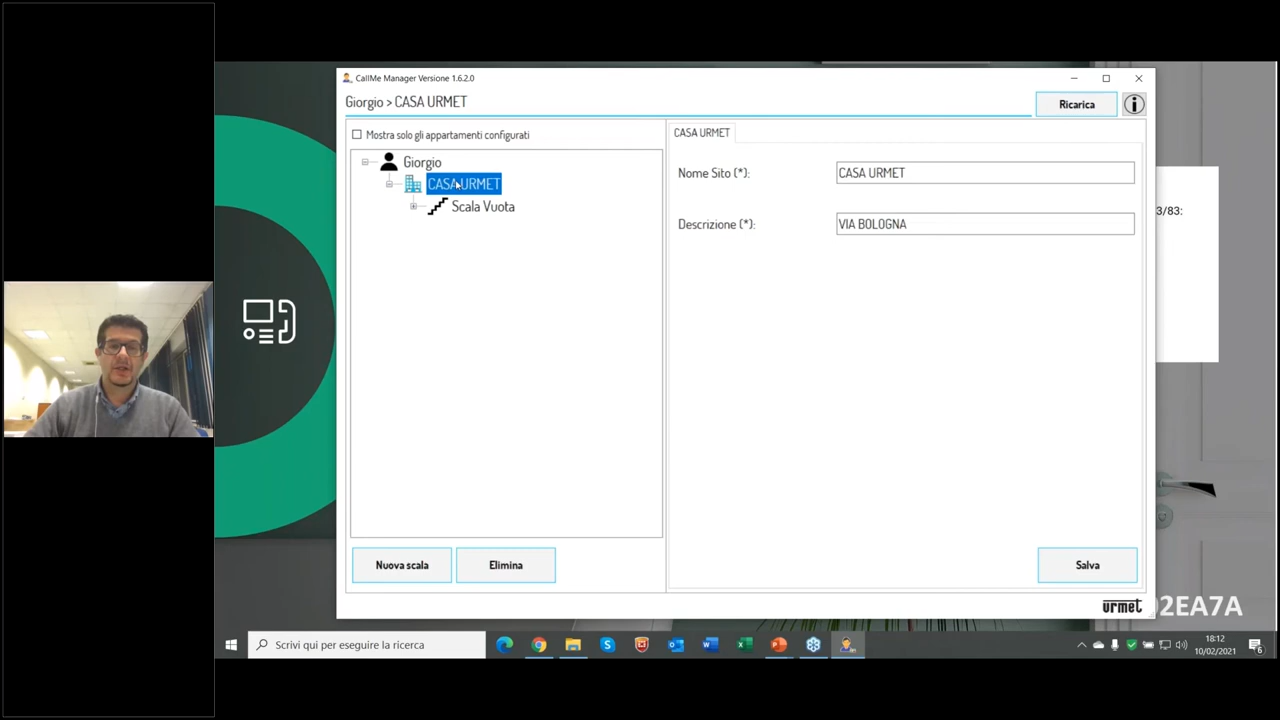 CallMe Manager Versione 1.6.2.0
Giorgio > CASA URMET
Ricarica
Mostra solo gli appartamenti configurati
Giorgio
CASA URMET
Scala Vuota
CASA URMET
Nome Sito (*):
CASA URMET
Descrizione (*):
VIA BOLOGNA
3/83:
Nuova scala
Elimina
Salva
urmet
2EA7A
Scrivi qui per eseguire la ricerca
18:12
10/02/2021
6